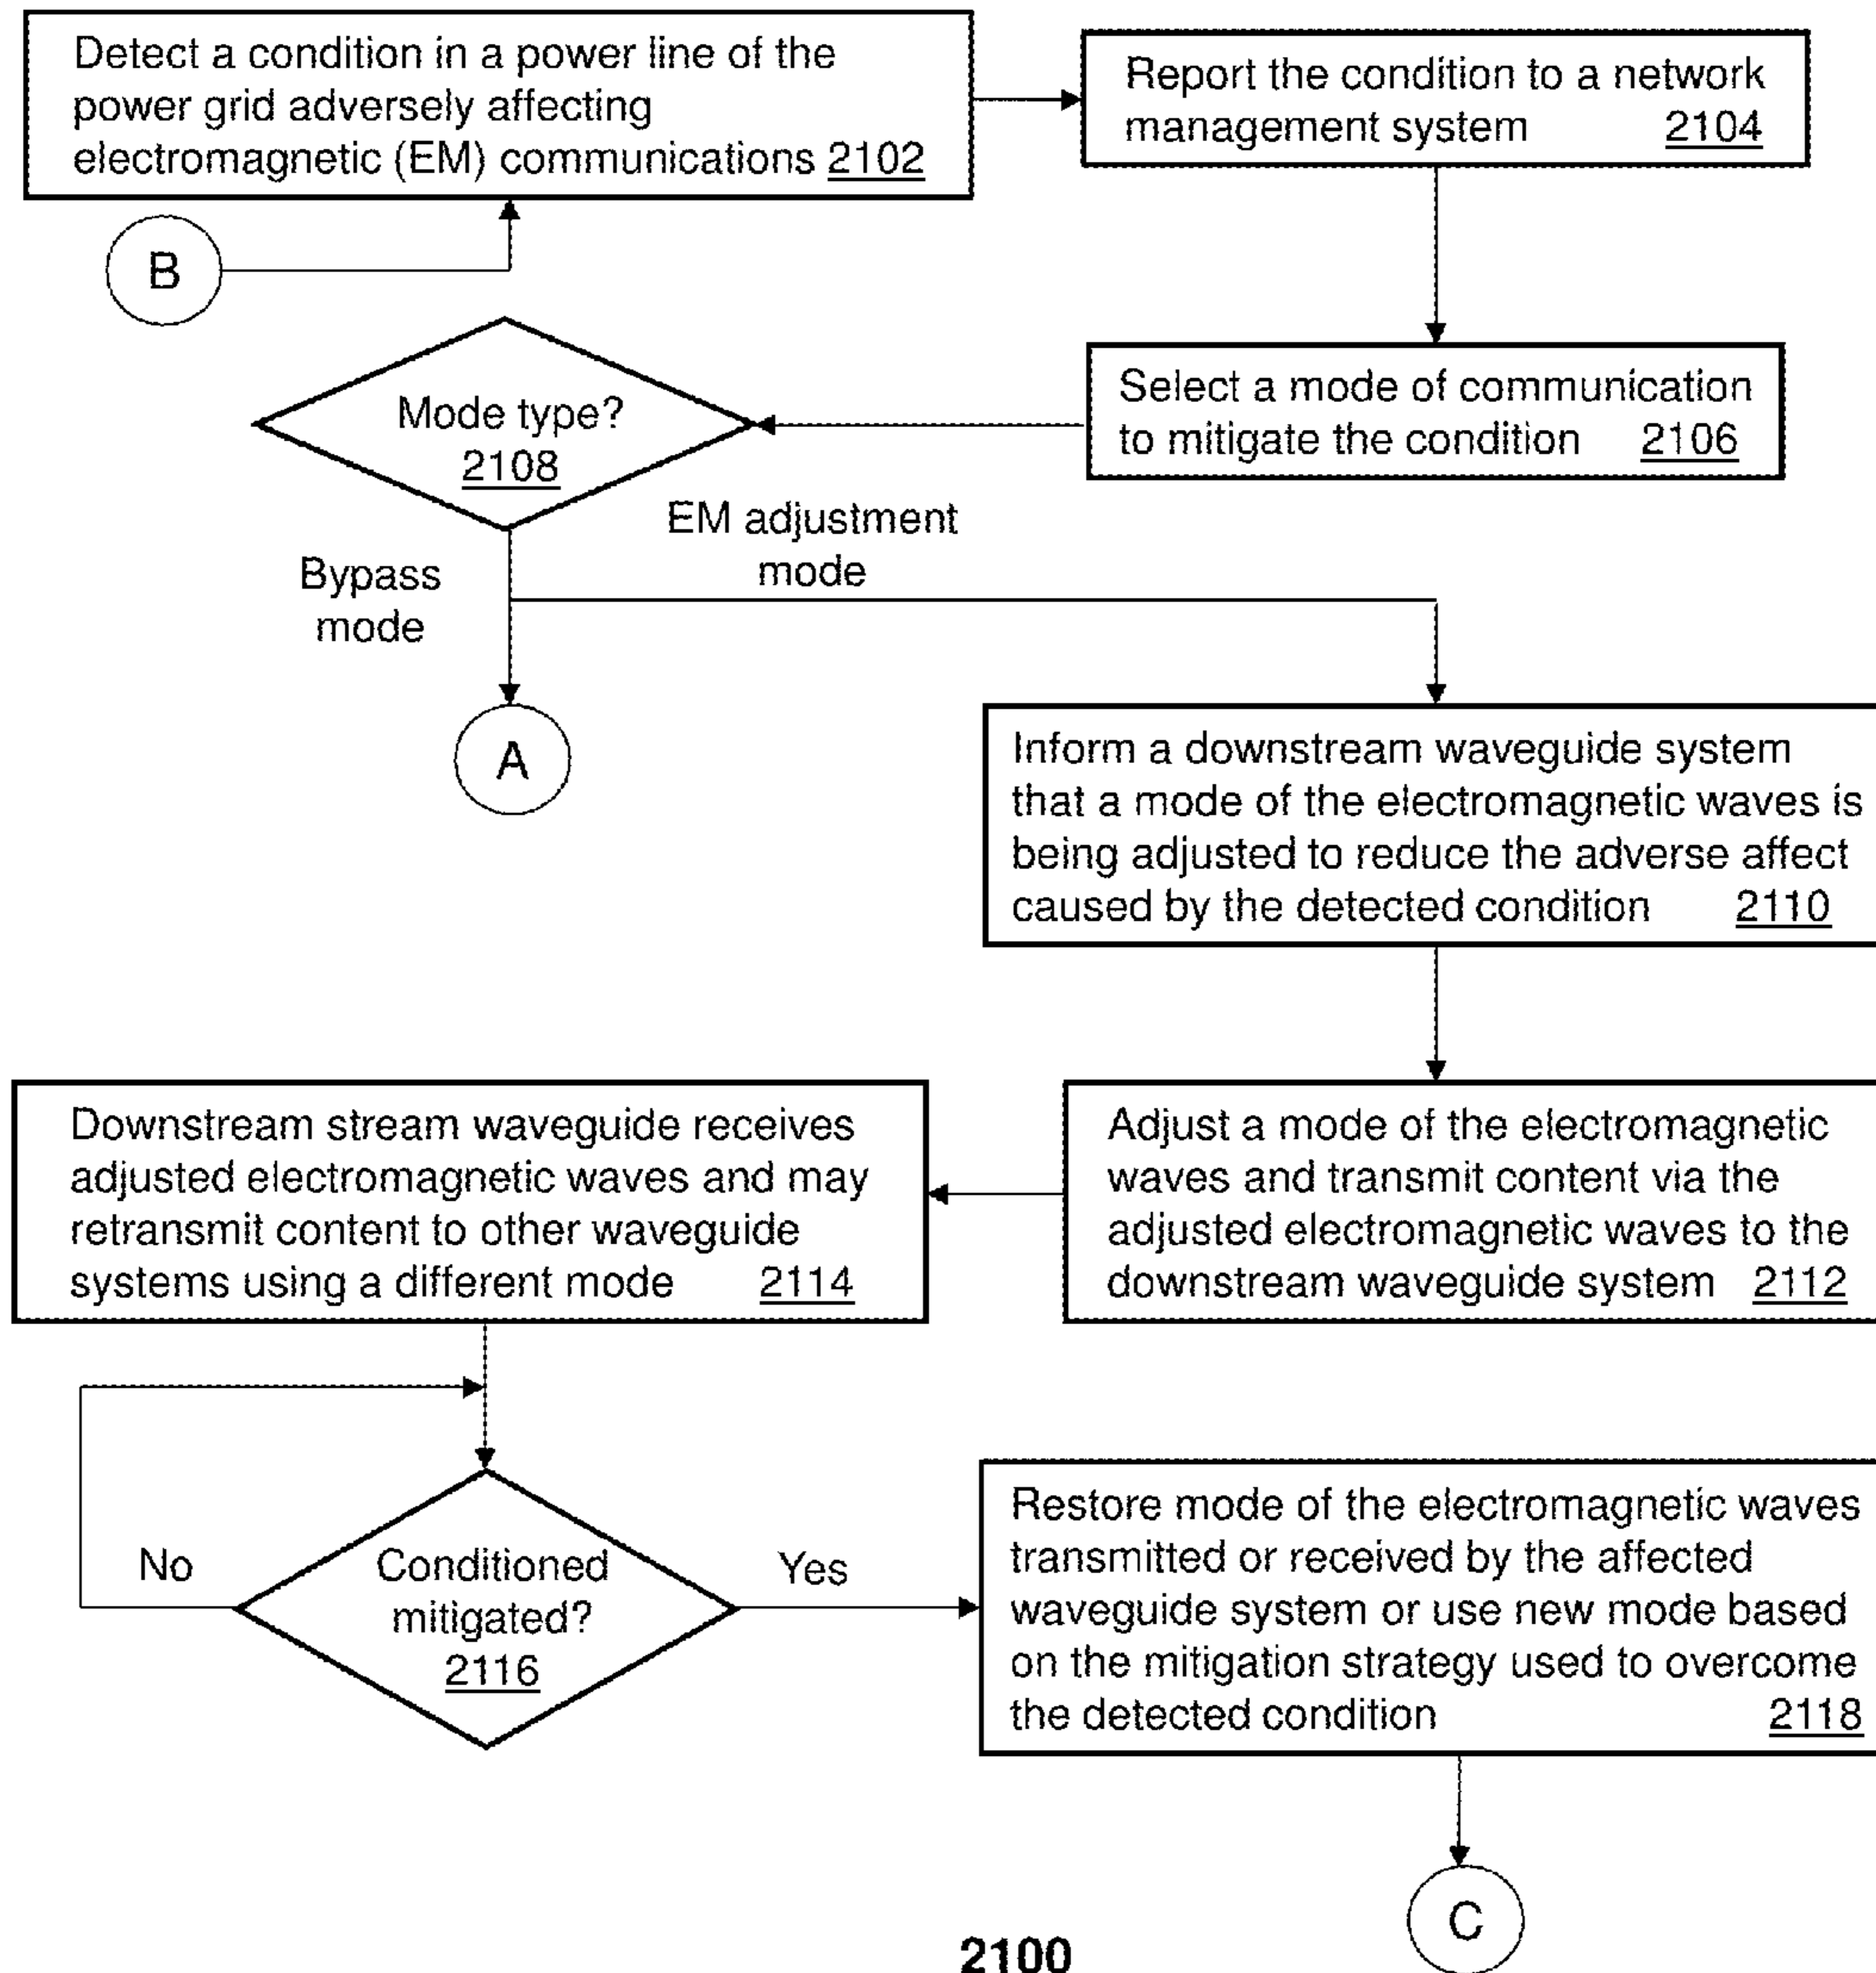 Detect a condition in a power line of the
power grid adversely affecting
electromagnetic (EM) communications 2102
Report the condition to a network
management system 2104
B
Select a mode of communication
to mitigate the condition 2106
Mode type?
2108
EM adjustment
mode
Bypass
mode
A
Inform a downstream waveguide system
that a mode of the electromagnetic waves is
being adjusted to reduce the adverse affect
caused by the detected condition 2110
Adjust a mode of the electromagnetic
waves and transmit content via the
adjusted electromagnetic waves to the
downstream waveguide system 2112
Downstream stream waveguide receives
adjusted electromagnetic waves and may
retransmit content to other waveguide
systems using a different mode 2114
No
Conditioned
mitigated?
2116
Yes
Restore mode of the electromagnetic waves
transmitted or received by the affected
waveguide system or use new mode based
on the mitigation strategy used to overcome
the detected condition 2118
C
2100